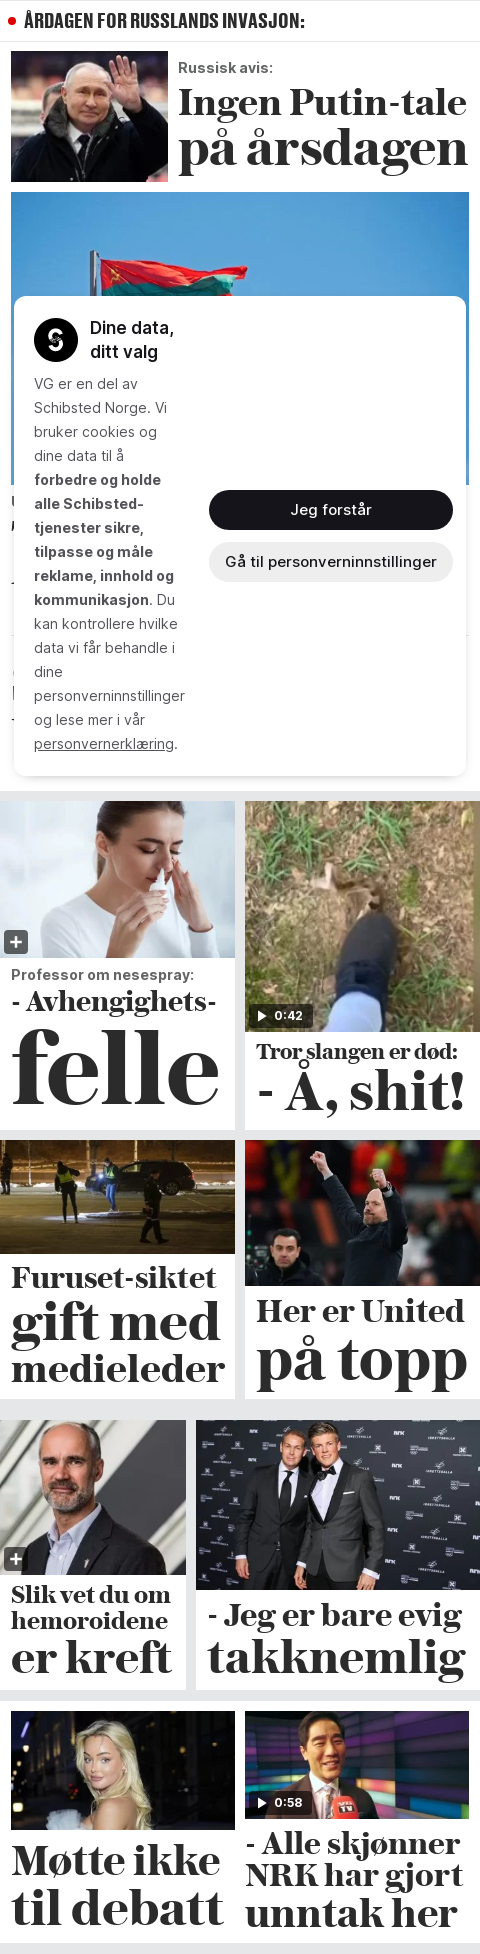 ÅRDAGEN FOR RUSSLANDS INVASJON:
Russisk avis:
Ingen Putin-tale
på årsdagen
Dine data,
ditt valg
VG er en del av
Schibsted Norge. Vi
bruker cookies og
dine data til å
forbedre og holde
alle Schibsted-
tjenester sikre,
tilpasse og måle
reklame, innhold og
kommunikasjon. Du
kan kontrollere hvilke
data vi får behandle i
dine
personverninnstillinger
og lese mer i vår
personvernerklæring.
Jeg forstår
Gå til personverninnstillinger
Professor om nesespray:
- Avhengighets-
felle
0:42
Tror slangen er død:
- Å, shit!
Furuset-siktet
gift med
medieleder
Her er United
på topp
Slik vet du om
hemoroidene
er kreft
IDRETTSGALLA
NRK
- Jeg er bare evig
takknemlig
Møtte ikke
til debatt
0:58
VG
TV
- Alle skjønner
NRK har gjort
unntak her